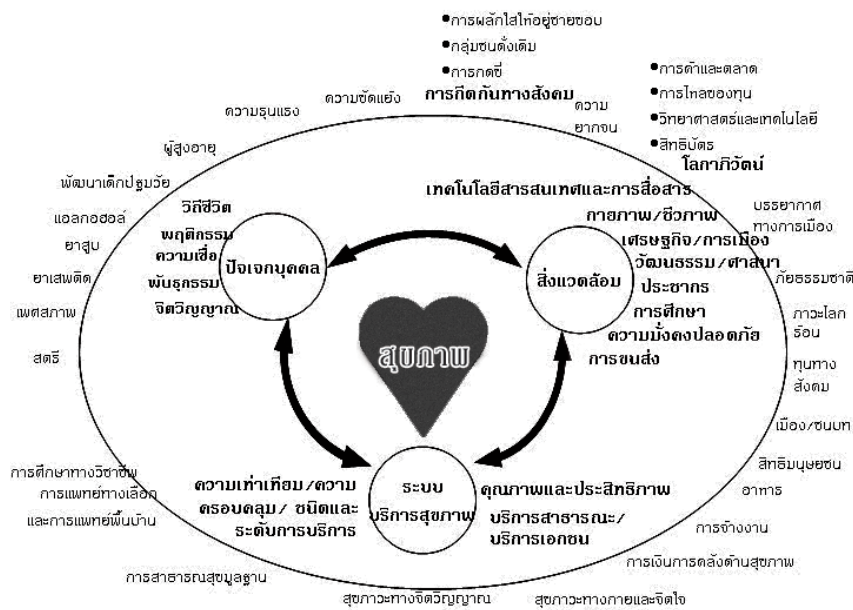 •การผลักใสให้อยู่ชายขอบ
•กลุ่มชนดั้งเดิม
•การกดขี่
การกีดกันทางสังคม
•การค้าและตลาด
•การไหลของทุน
•วิทยาศาสตร์และเทคโนโลยี
•สิทธิบัตร
โลกาภิวัตน์
ความ
ยากจน
ความขัดแย้ง
ความรุนแรง
ผู้สูงอายุ
พัฒนาเด็กปฐมวัย
แอลกอฮอล์
ยาสูบ
ยาเสพติด
เพศสภาพ
สตรี
วิถีชีวิต
พฤติกรรม
ความเชื่อ
พันธุกรรม
จิตวิญญาณ
ปัจเจกบุคคล
เทคโนโลยีสารสนเทศและการสื่อสาร
กายภาพ/ชีวภาพ
เศรษฐกิจ/การเมือง
วัฒนธรรม/ศาสนา
ประชากร
การศึกษา
ความมั่งคงปลอดภัย
การขนส่ง
สิ่งแวดล้อม
บรรยากาศ
ทางการเมือง
ภัยธรรมชาติ
ภาวะโลก
ร้อน
ทุนทาง
สังคม
เมือง/ชนบท
สิทธิมนุษยชน
อาหาร
การจ้างงาน
การเงินการคลังด้านสุขภาพ
สุขภาพ
ระบบ
บริการสุขภาพ
ความเท่าเทียม/ความ
ครอบคลุม/ ชนิดและ
ระดับการบริการ
คุณภาพและประสิทธิภาพ
บริการสาธารณะ/
บริการเอกชน
การศึกษาทางวิชาชีพ
การแพทย์ทางเลือก
และการแพทย์พื้นบ้าน
การสาธารณสุขมูลฐาน
สุขภาวะทางจิตวิญญาณ
สุขภาวะทางกายและจิตใจ